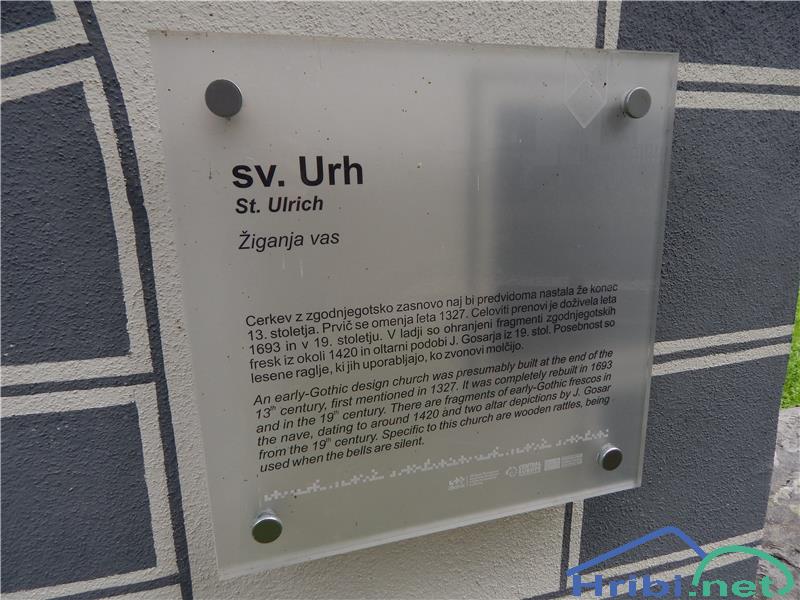 sv. Urh
St. Ulrich
Žiganja vas
Cerkev z zgodnjegotsko zasnovo naj bi predvidoma nastala že konec
13. stoletja. Prvič se omenja leta 1327. Celoviti prenovi je doživela leta
1693 in v 19. stoletju. V ladji so ohranjeni fragmenti zgodnjegotskih
fresk iz okoli 1420 in oltarni podobi J. Gosarja iz 19. stol. Posebnost so
lesene raglje, ki jih uporabljajo, ko zvonovi molčijo.
An early-Gothic design church was presumably built at the end of the
13th century, first mentioned in 1327. It was completely rebuilt in 1693
and in the 19th century. There are fragments of early-Gothic frescos in
the nave, dating to around 1420 and two altar depictions by J. Gosar
from the 19th century. Specific to this church are wooden rattles, being
used when the bells are silent.
CENTRAL
EUROPE
Hribi.net